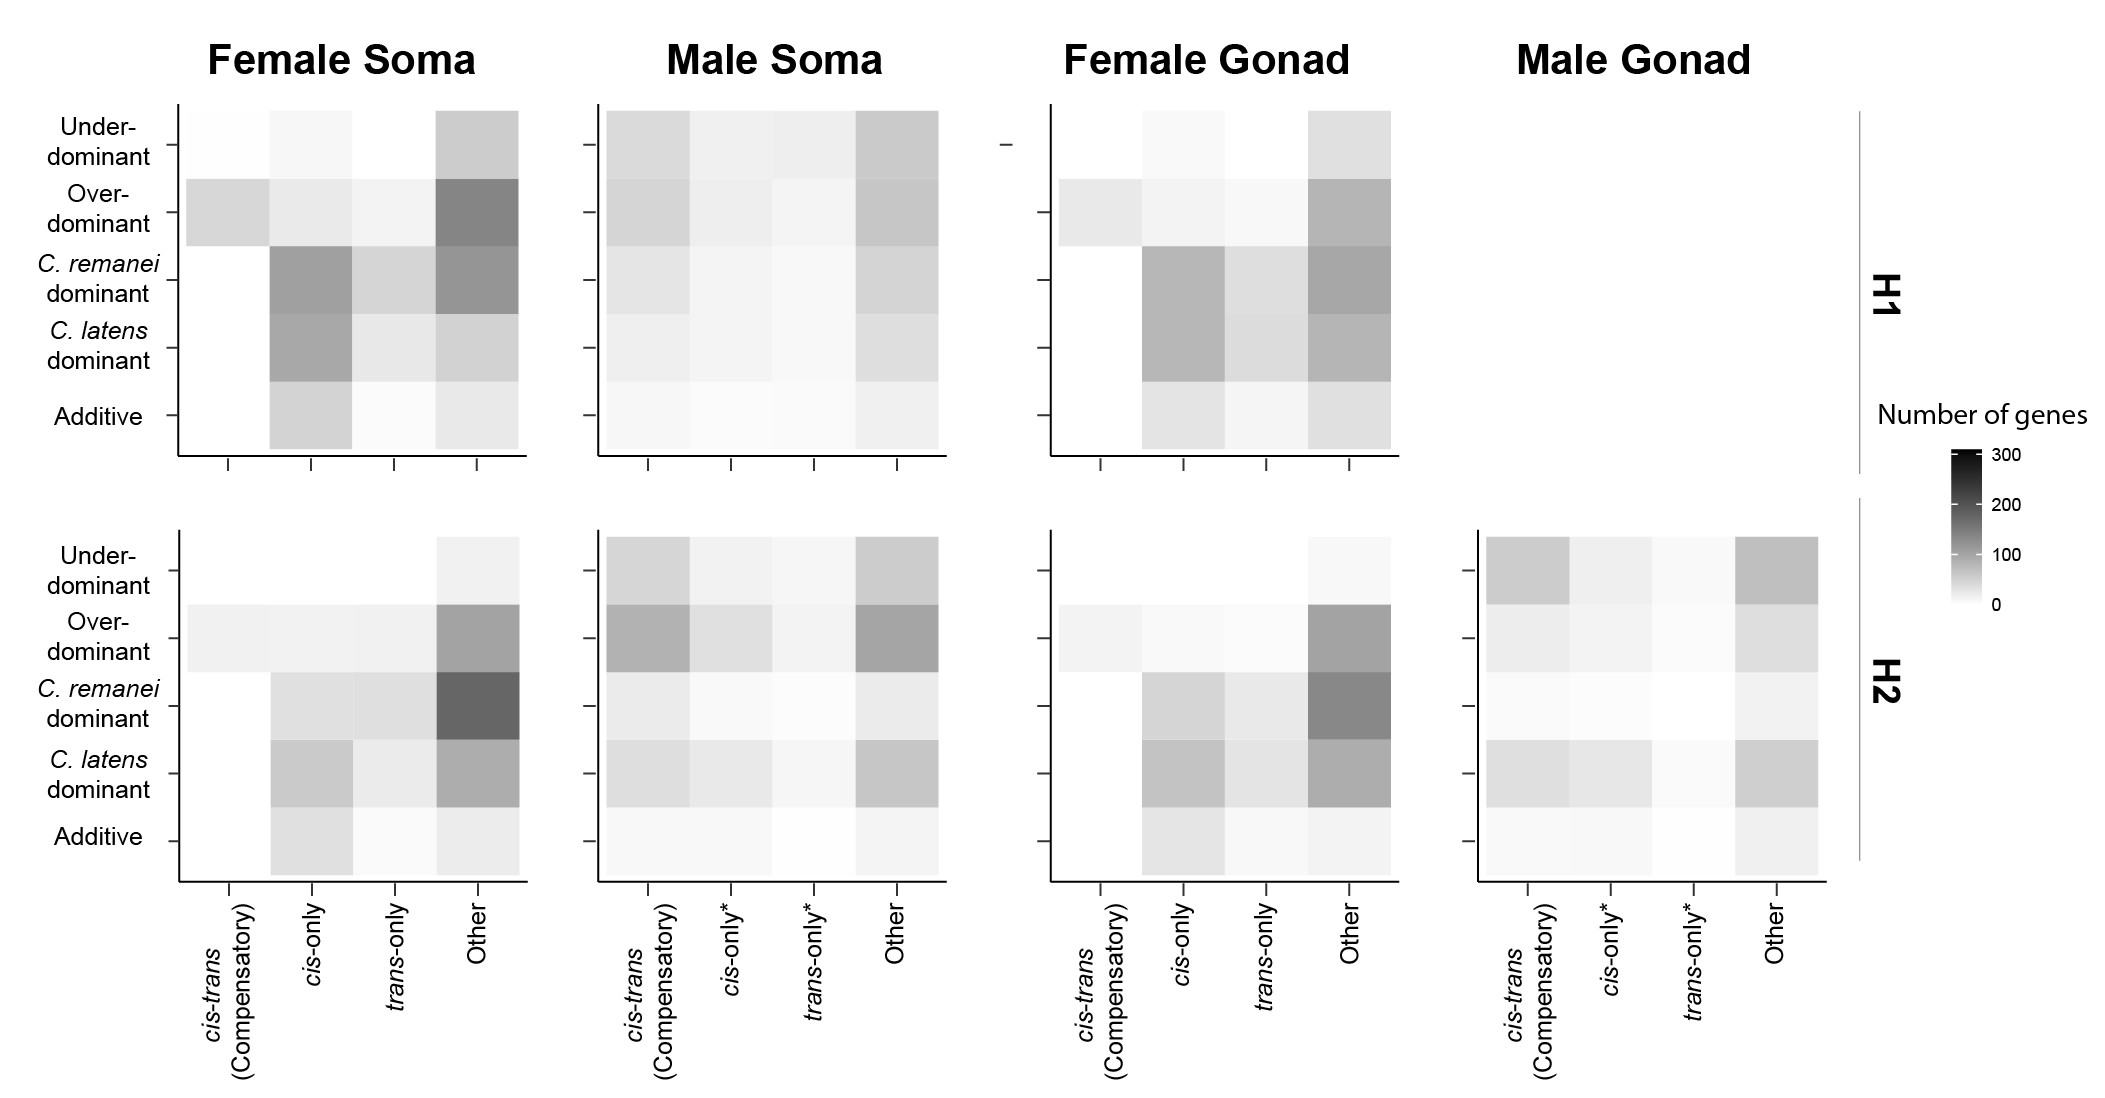 Female Soma
Male Soma
Female Gonad
Male Gonad
Under-
dominant
Over-
dominant
C. remanei
dominant
C. latens
dominant
Additive
H1
Number of genes
300
200
100
0
Under-
dominant
Over-
dominant
C. remanei
dominant
C. latens
dominant
Additive
H2
cis-trans
(Compensatory)
cis-only
trans-only
Other
cis-trans
(Compensatory)
cis-only*
trans-only*
Other
cis-trans
(Compensatory)
cis-only
trans-only
Other
cis-trans
(Compensatory)
cis-only*
trans-only*
Other